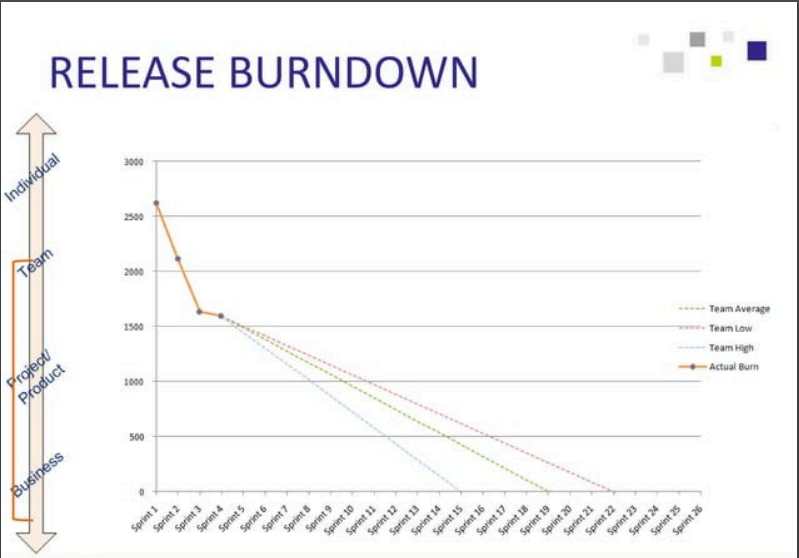 RELEASE BURNDOWN
Individual
Team
Project/
Product
Business
3000
2500
2000
1500
1000
500
0
Sprint 1
Sprint 2
Sprint 3
Sprint 4
Sprint 5
Sprint 6
Sprint 7
Sprint 8
Sprint 9
Sprint 10
Sprint 11
Sprint 12
Sprint 13
Sprint 14
Sprint 15
Sprint 16
Sprint 17
Sprint 18
Sprint 19
Sprint 20
Sprint 21
Sprint 22
Sprint 23
Sprint 24
Sprint 25
Sprint 26
Team Average
Team Low
Team High
Actual Burn